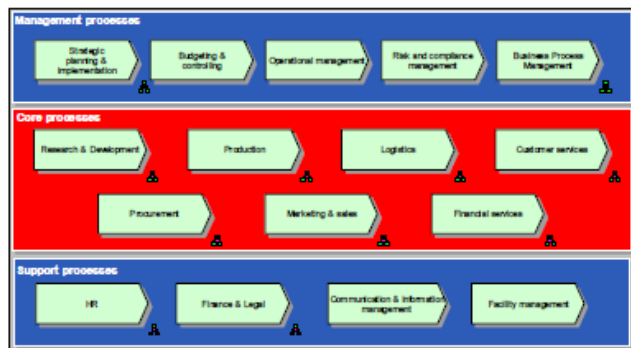 Management processes
Strategic
planning &
implementation
Budgeting &
controlling
Operational management
Risk and compliance
management
Business Process
Management
Core processes
Research & Development
Production
Logistics
Customer services
Procurement
Marketing & sales
Financial services
Support processes
HR
Finance & Legal
Communication & information
management
Facility management